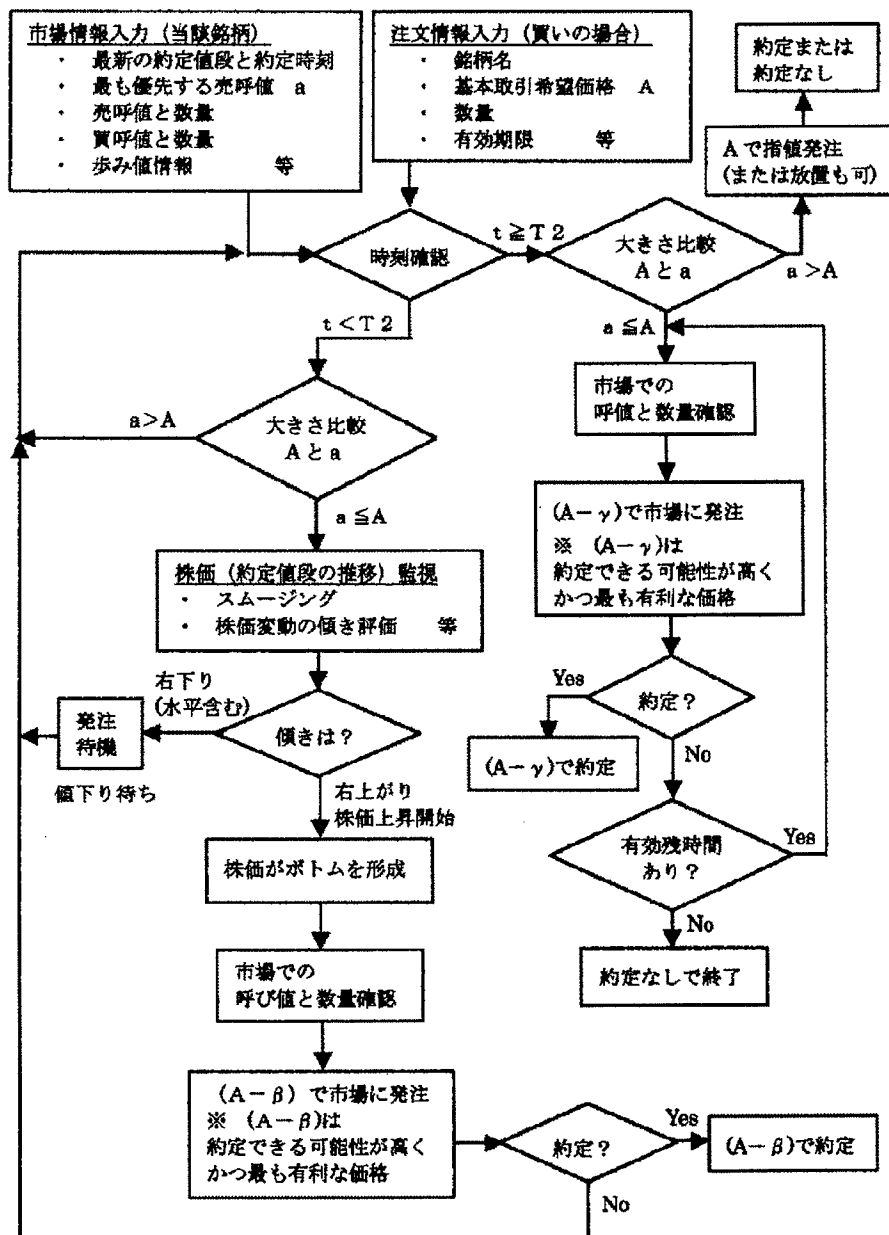 市場情報入力（当該銘柄）
・ 最新の約定値段と約定時刻
・ 最も優先する売呼値 a
・ 売呼値と数量
・ 買呼値と数量
・ 歩み値情報 等
注文情報入力（買いの場合）
・ 銘柄名
・ 基本取引希望価格 A
・ 数量
・ 有効期限 等
約定または
約定なし
Aで指値発注
(または放置も可)
時刻確認
t≧T2
大きさ比較
Aとa
a>A
t<T2
a≦A
市場での
呼値と数量確認
a>A
大きさ比較
Aとa
a≦A
(A-γ)で市場に発注
※ (A-γ)は
約定できる可能性が高く
かつ最も有利な価格
株価（約定値段の推移）監視
・ スムージング
・ 株価変動の傾き評価 等
Yes
約定？
(A-γ)で約定
No
右下り
(水平含む)
発注
待機
傾きは？
値下り待ち
右上がり
株価上昇開始
有効残時間
あり？
Yes
No
株価がボトムを形成
約定なしで終了
市場での
呼び値と数量確認
(A-β)で市場に発注
※ (A-β)は
約定できる可能性が高く
かつ最も有利な価格
約定？
Yes
(A-β)で約定
No